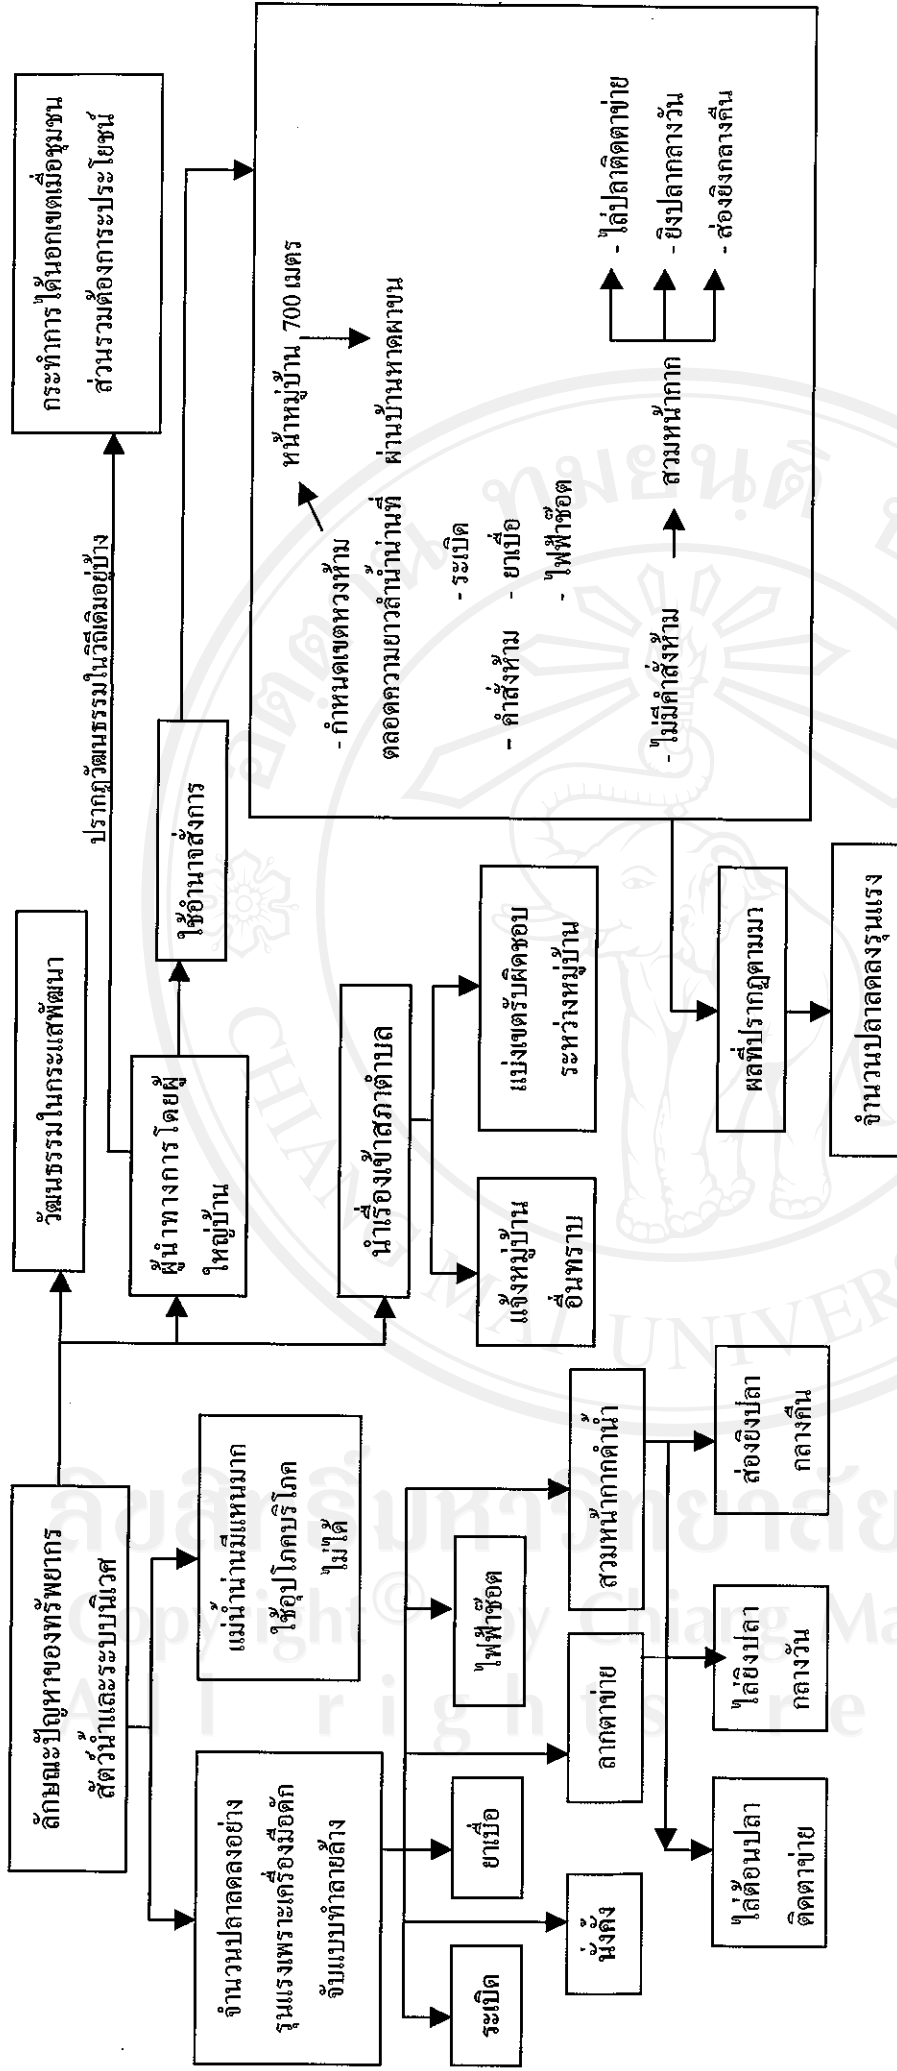 ลักษณะปัญหาของทรัพยากร
สัตว์น้ำและระบบนิเวศ
วัฒนธรรมในกระแสพัฒนา
กระทำการได้นอกเขตเมื่อชุมชน
ส่วนรวมต้องการะประโยชน์
ปรากฏวัฒนธรรมในวิถีเดิมอยู่บ้าง
ผู้นำทางการโดยผู้
ใหญ่บ้าน
ใช้อำนาจสั่งการ
จำนวนปลาลดลงอย่าง
รุนแรงเพราะเครื่องมือดัก
จับแบบทำลายล้าง
แม่น้ำน่านมีแหนมาก
ใช้อุปโภคบริโภค
ไม่ได้
นำเรื่องเข้าสภาตำบล
แจ้งหมู่บ้าน
อื่นทราบ
แบ่งเขตรับผิดชอบ
ระหว่างหมู่บ้าน
หน้าหมู่บ้าน 700 เมตร
- กำหนดเขตหวงห้าม
ตลอดความยาวลำน้ำน่านที่
ผ่านบ้านหาดผาขน
- ระเบิด
- คำสั่งห้าม
- ยาเบื่อ
- ไฟฟ้าช๊อต
- ไม่มีคำสั่งห้าม
สวมหน้ากาก
- ไล่ปลาติดตาข่าย
- ยิงปลากลางวัน
- ส่องยิงกลางคืน
ระเบิด
ยาเบื่อ
ไฟฟ้าช๊อต
นั่งดั้ง
ลากตาข่าย
สวมหน้ากากดำน้ำ
ไล่ต้อนปลา
ติดตาข่าย
ไล่ยิงปลา
กลางวัน
ส่องยิงปลา
กลางคืน
ผลที่ปรากฏตามมา
จำนวนปลาลดลงรุนแรง
CHIANG MAI UNIVERS
ลิขสิทธิ์มหาวิทยาลัย
Copyright © by Chiang Ma
All rights re